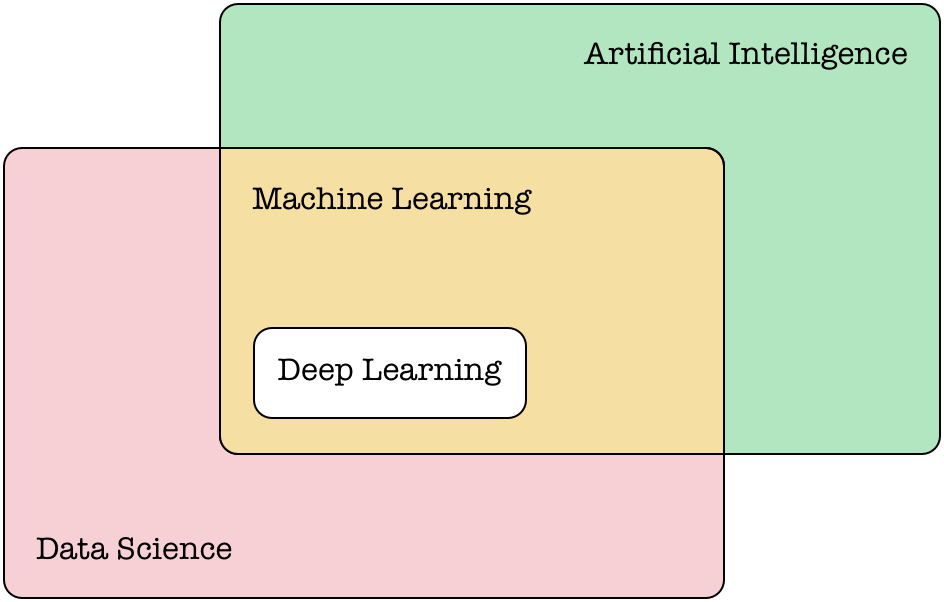 Artificial Intelligence
Machine Learning
Deep Learning
Data Science